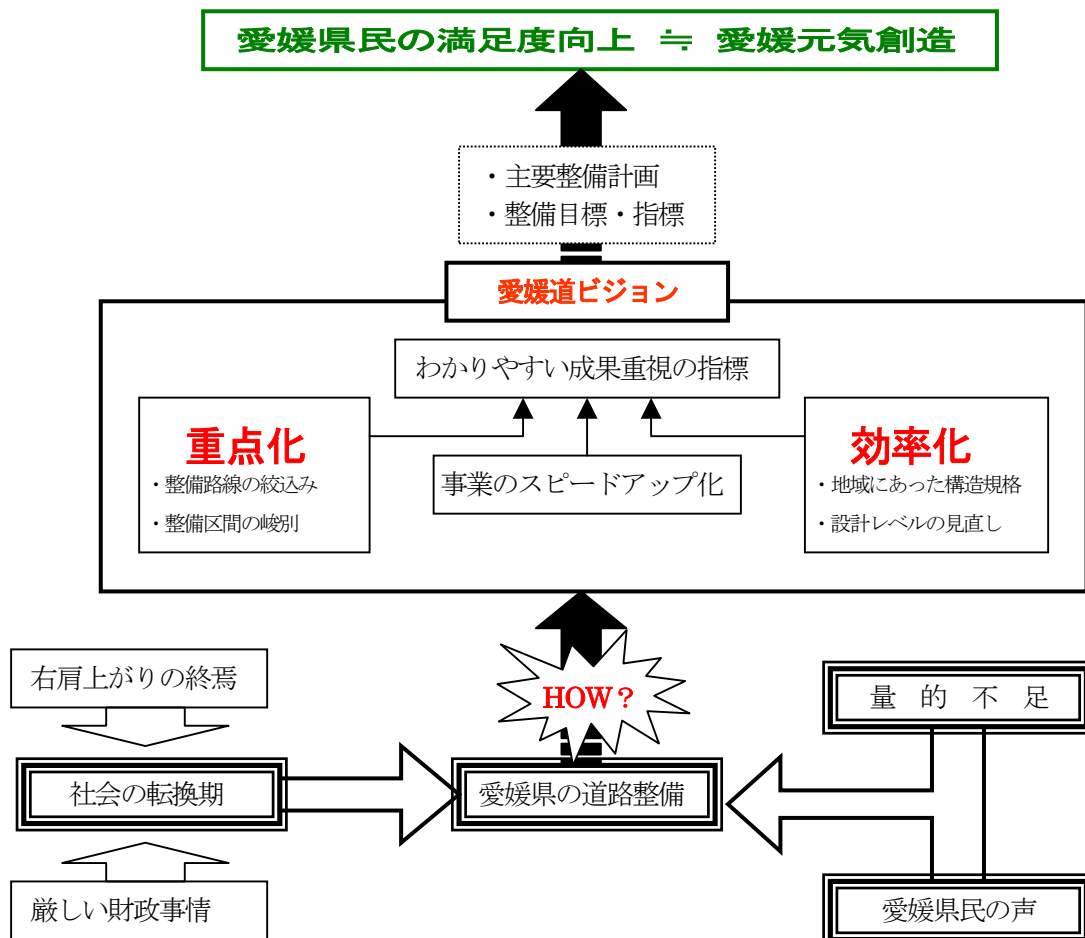 愛媛県民の満足度向上 ≒ 愛媛元気創造
・主要整備計画
・整備目標・指標
愛媛道ビジョン
わかりやすい成果重視の指標
重点化
・整備路線の絞込み
・整備区間の峻別
事業のスピードアップ化
効率化
・地域にあった構造規格
・設計レベルの見直し
HOW?
右肩上がりの終焉
量的不足
社会の転換期
愛媛県の道路整備
厳しい財政事情
愛媛県民の声